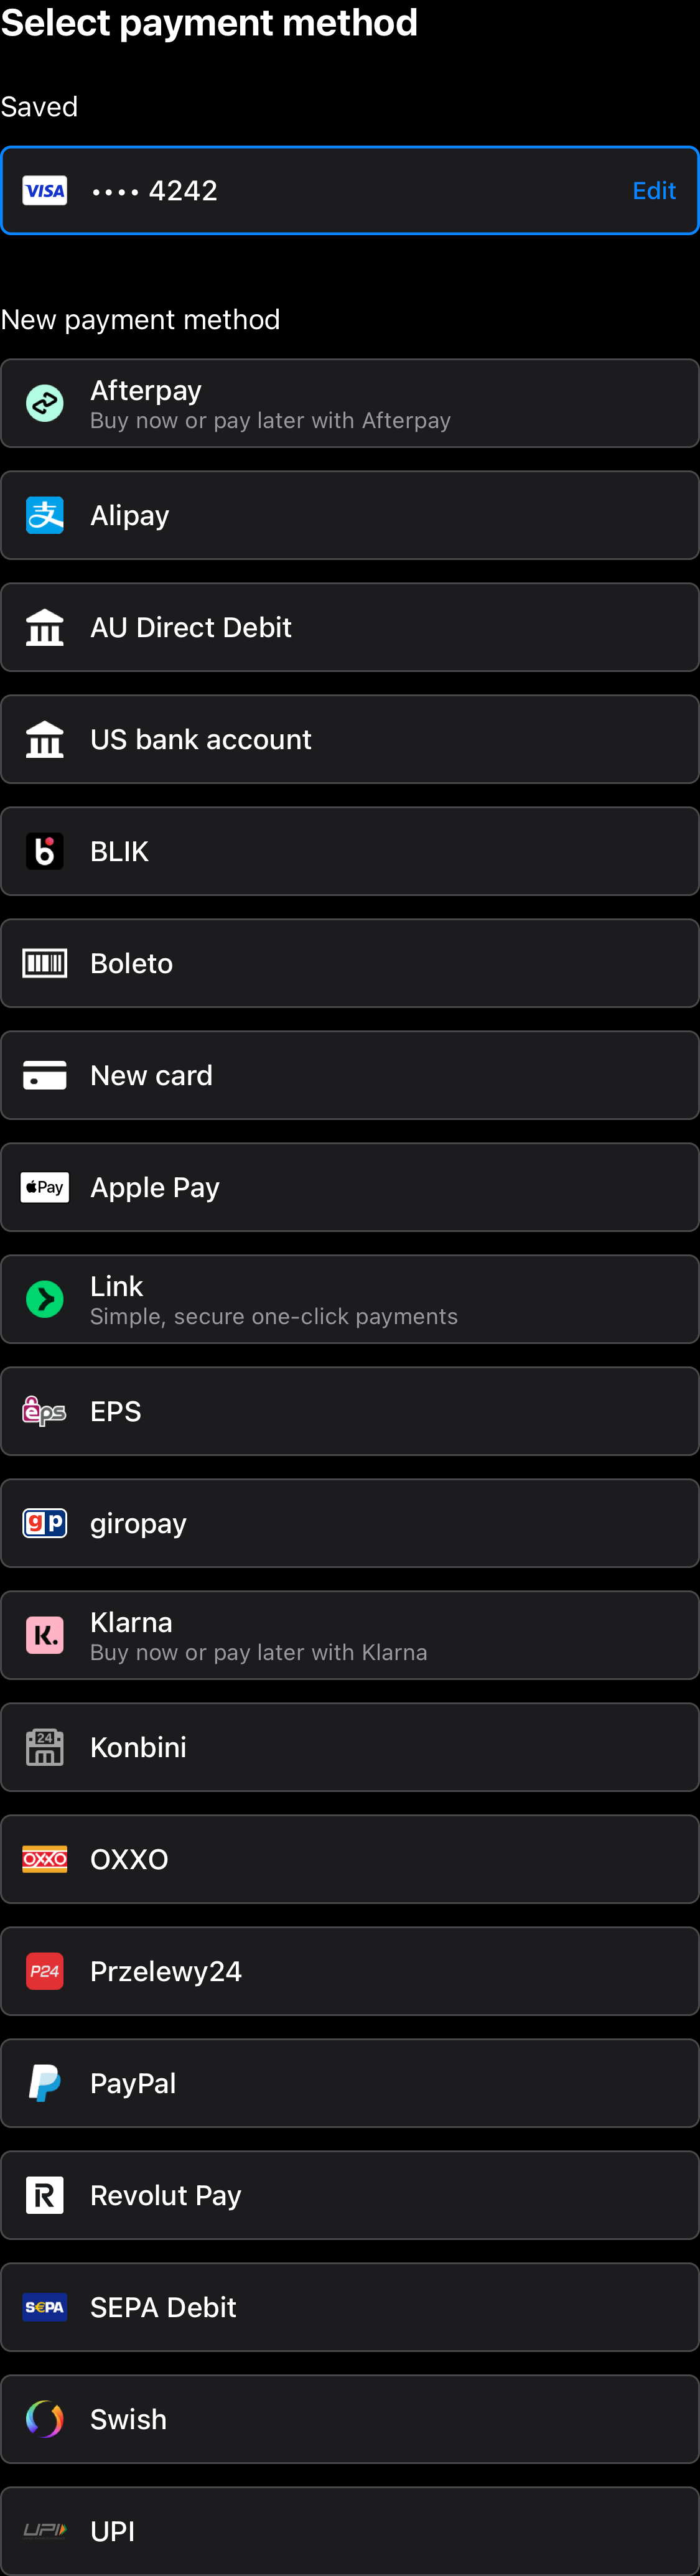 Select payment method
Saved
VISA •••• 4242 Edit
New payment method
Afterpay
Buy now or pay later with Afterpay
支 Alipay
AU Direct Debit
US bank account
b BLIK
Boleto
New card
Pay Apple Pay
Link
Simple, secure one-click payments
eps EPS
gp giropay
K. Klarna
Buy now or pay later with Klarna
24 Konbini
OXXO OXXO
P24 Przelewy24
P PayPal
R Revolut Pay
S€PA SEPA Debit
Swish
UPI UPI